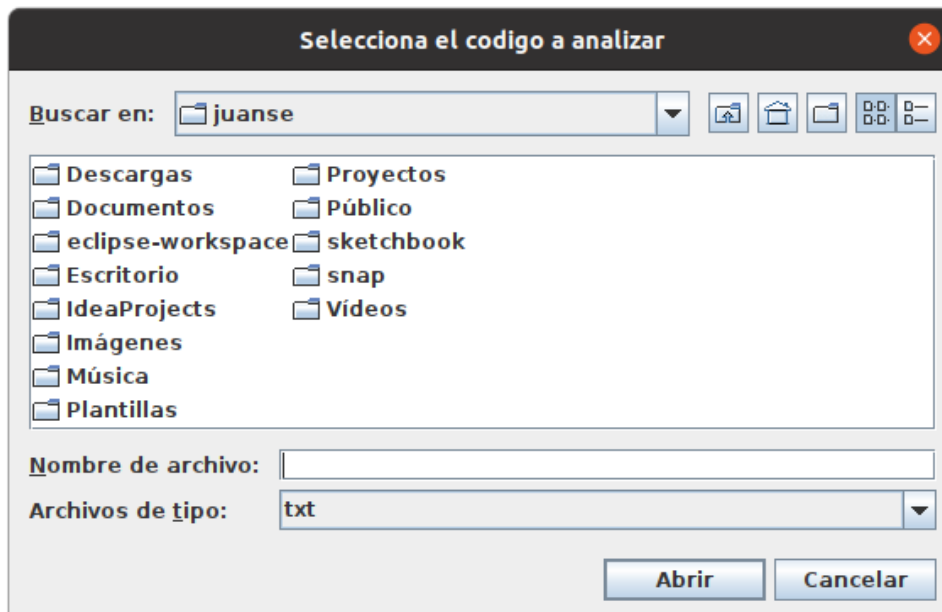 Selecciona el codigo a analizar
Buscar en: juanse
Descargas Proyectos
Documentos Público
eclipse-workspace sketchbook
Escritorio snap
IdeaProjects Vídeos
Imágenes
Música
Plantillas
Nombre de archivo:
Archivos de tipo: txt
Abrir Cancelar